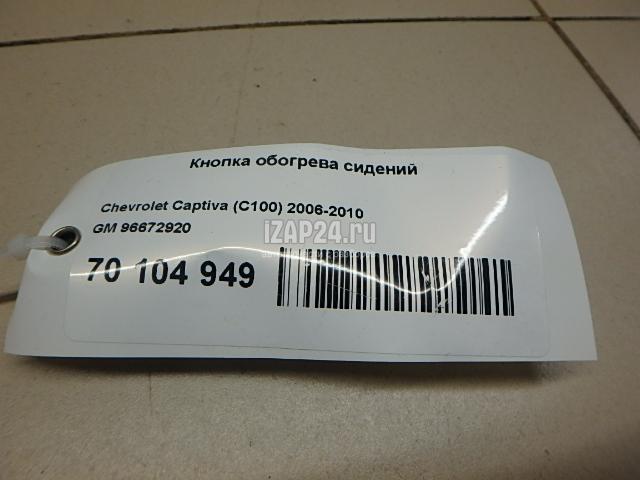 Кнопка обогрева сидений
Chevrolet Captiva (C100) 2006-2010
GM 96672920
iZAP24.ru
70 104 949